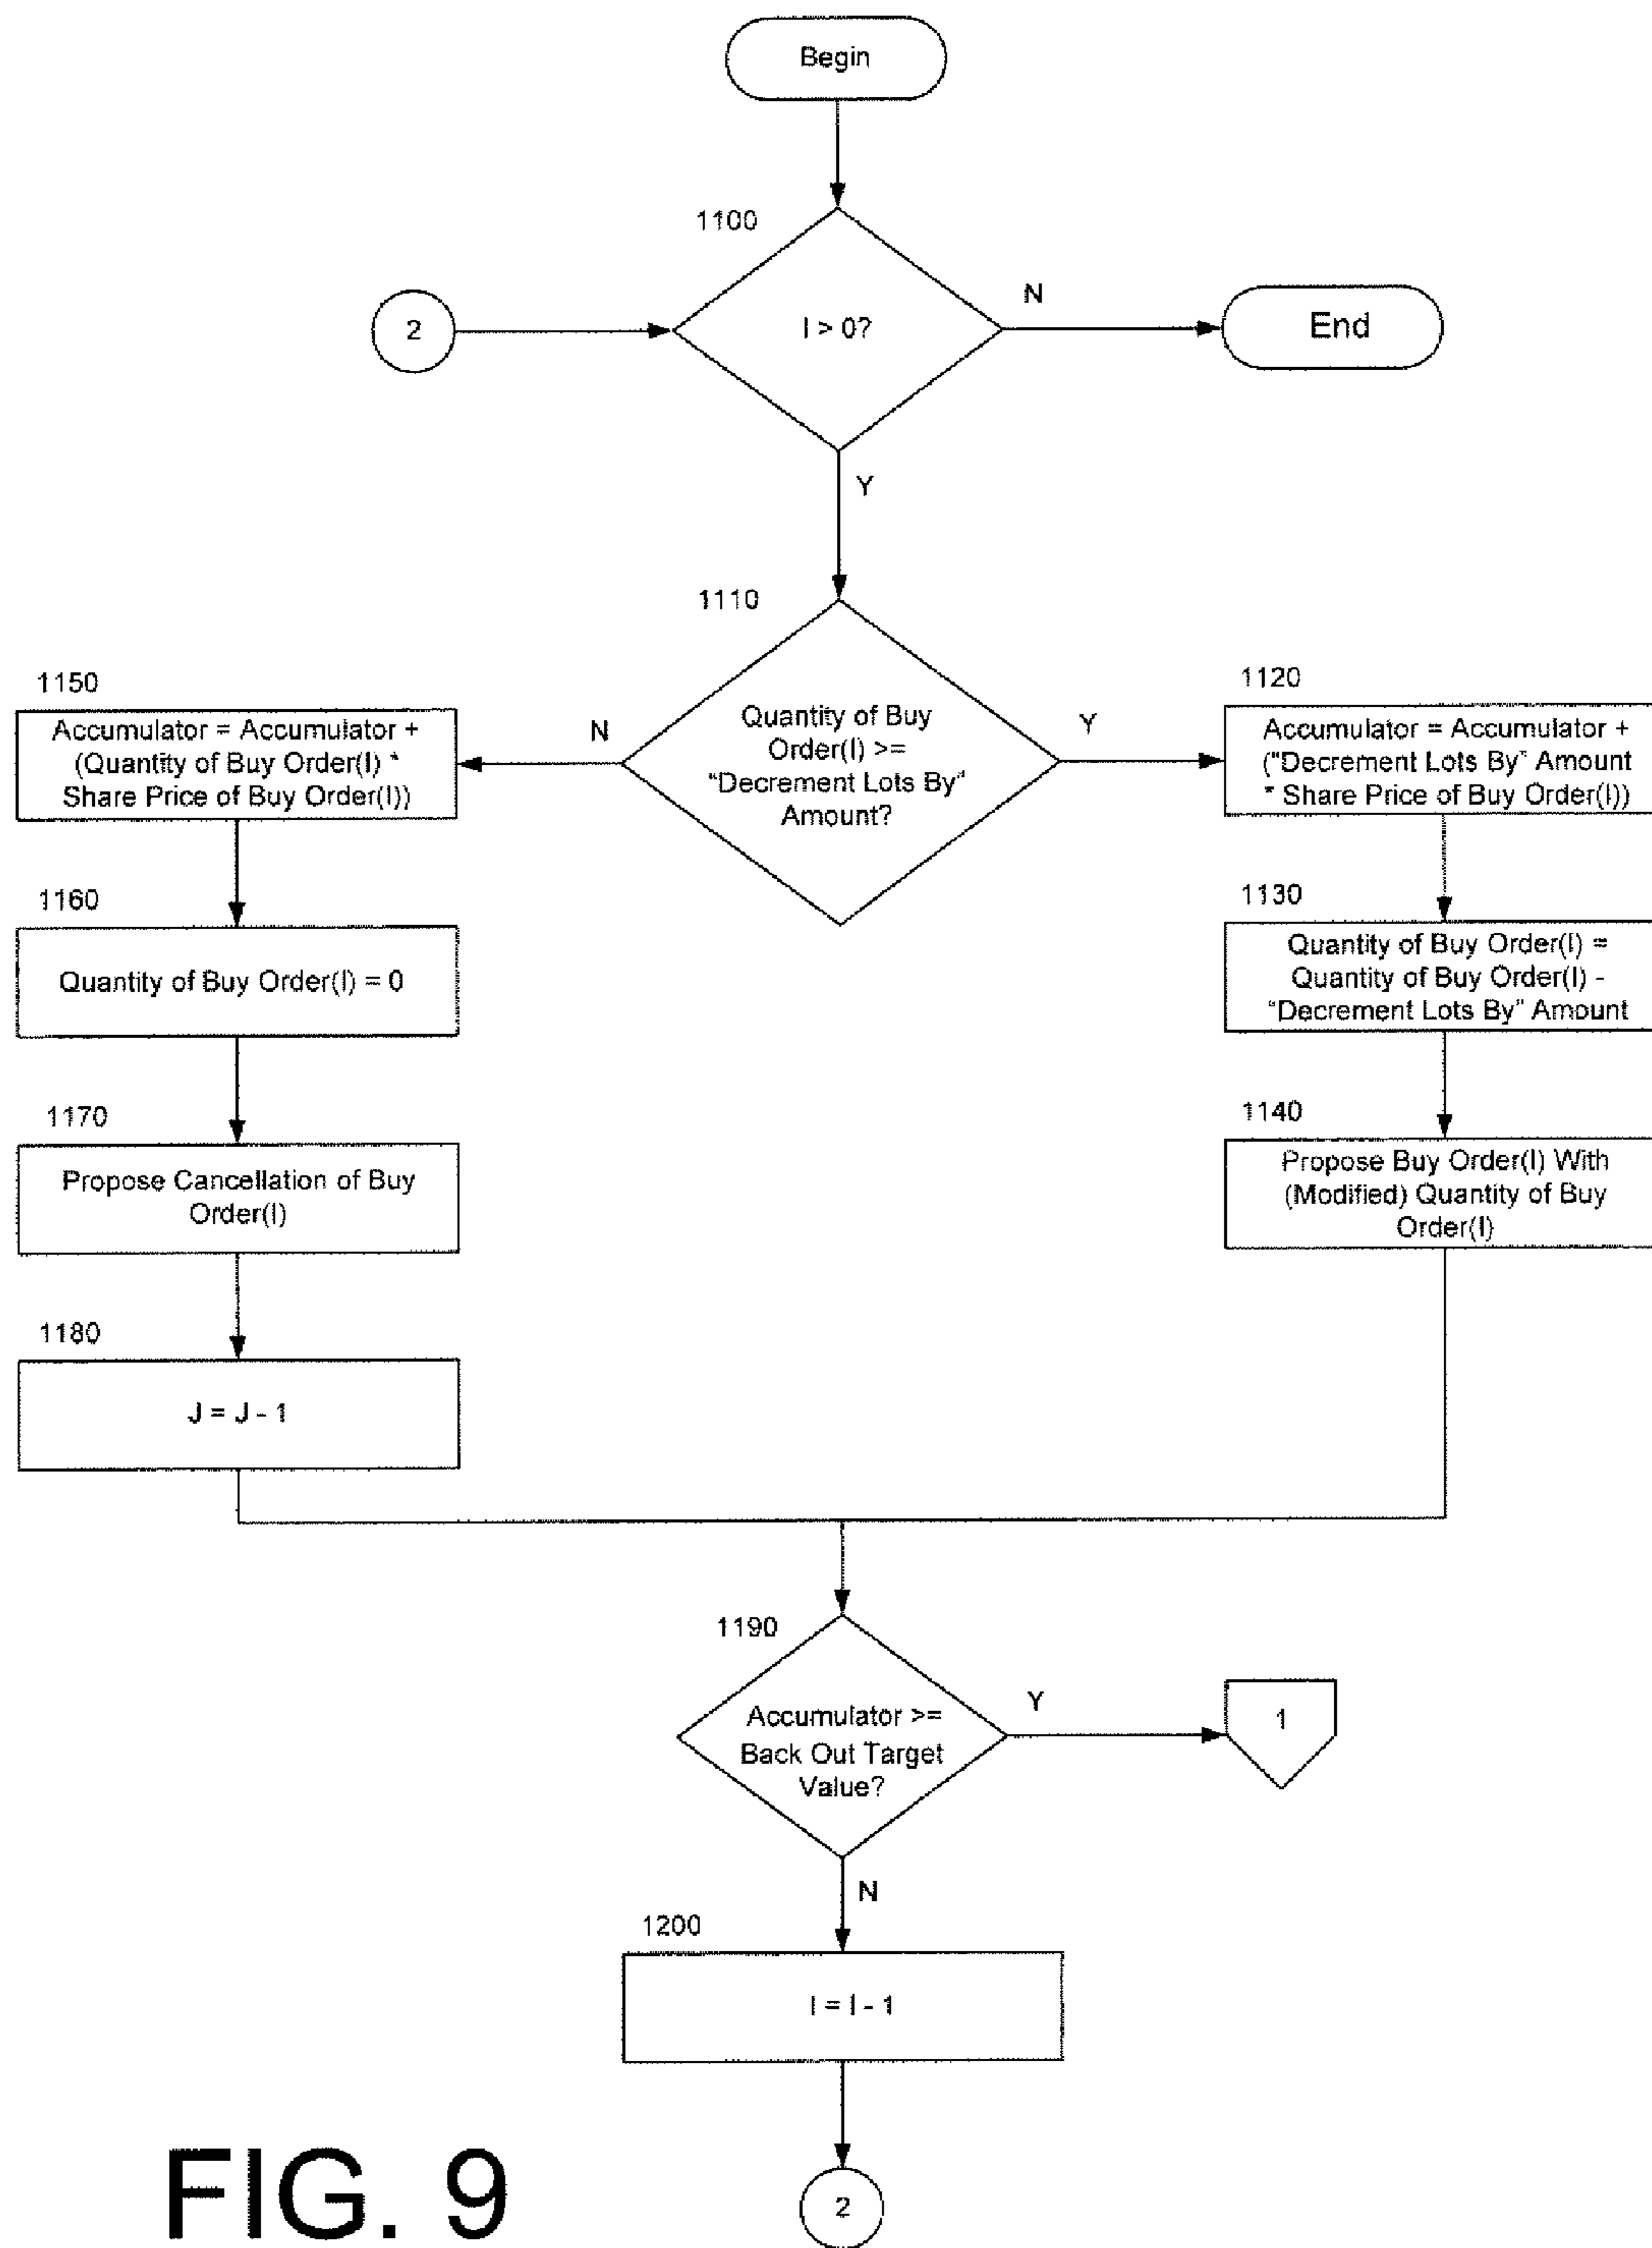 Begin
1100
2
I > 0?
N
End
Y
1110
Quantity of Buy
Order(I) >=
"Decrement Lots By"
Amount?
N
Y
1150
Accumulator = Accumulator +
(Quantity of Buy Order(I) *
Share Price of Buy Order(I))
1120
Accumulator = Accumulator +
("Decrement Lots By" Amount
* Share Price of Buy Order(I))
1160
Quantity of Buy Order(I) = 0
1130
Quantity of Buy Order(I) =
Quantity of Buy Order(I) -
"Decrement Lots By" Amount
1170
Propose Cancellation of Buy
Order(I)
1140
Propose Buy Order(I) With
(Modified) Quantity of Buy
Order(I)
1180
J = J - 1
1190
Accumulator >=
Back Out Target
Value?
Y
1
N
1200
I = I - 1
2
FIG. 9